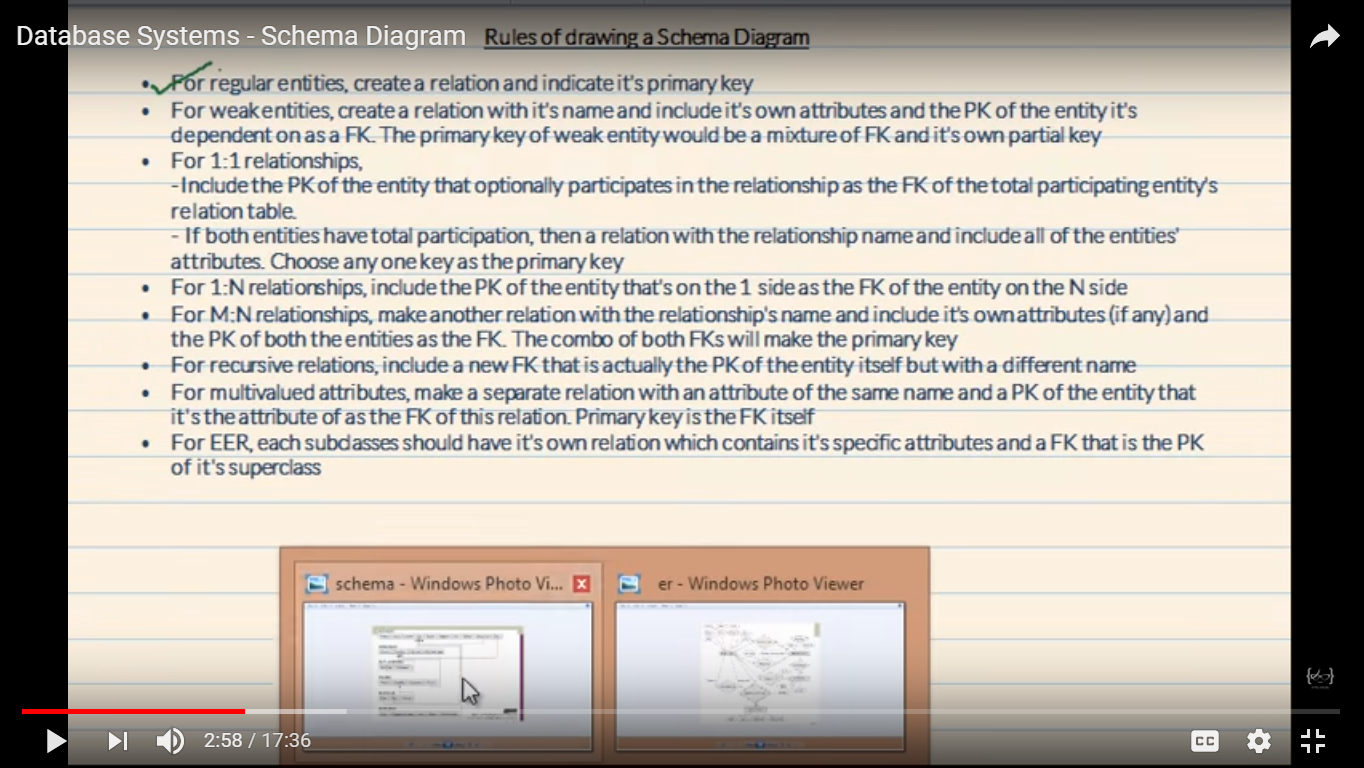 Database Systems - Schema Diagram
Rules of drawing a Schema Diagram
• For regular entities, create a relation and indicate it's primary key
• For weak entities, create a relation with it's name and include it's own attributes and the PK of the entity it's
dependent on as a FK. The primary key of weak entity would be a mixture of FK and it's own partial key
• For 1:1 relationships,
-Include the PK of the entity that optionally participates in the relationship as the FK of the total participating entity's
relation table.
- If both entities have total participation, then a relation with the relationship name and include all of the entities'
attributes. Choose any one key as the primary key
• For 1:N relationships, include the PK of the entity that's on the 1 side as the FK of the entity on the N side
• For M:N relationships, make another relation with the relationship's name and include it's own attributes (if any) and
the PK of both the entities as the FK. The combo of both FKs will make the primary key
• For recursive relations, include a new FK that is actually the PK of the entity itself but with a different name
• For multivalued attributes, make a separate relation with an attribute of the same name and a PK of the entity that
it's the attribute of as the FK of this relation. Primary key is the FK itself
• For EER, each subclasses should have it's own relation which contains it's specific attributes and a FK that is the PK
of it's superclass
schema - Windows Photo Vi...
er - Windows Photo Viewer
2:58 / 17:36
CC